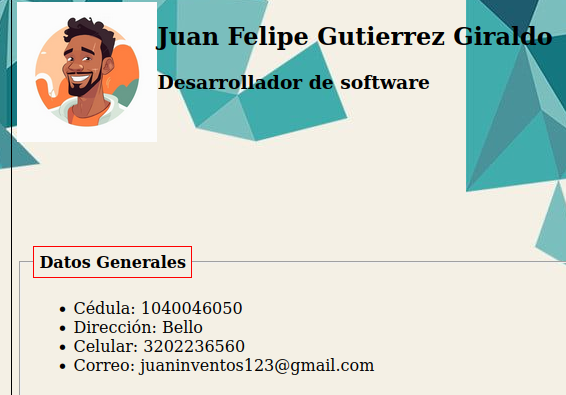 Juan Felipe Gutierrez Giraldo
Desarrollador de software
Datos Generales
• Cédula: 1040046050
• Dirección: Bello
• Celular: 3202236560
• Correo: juaninventos123@gmail.com